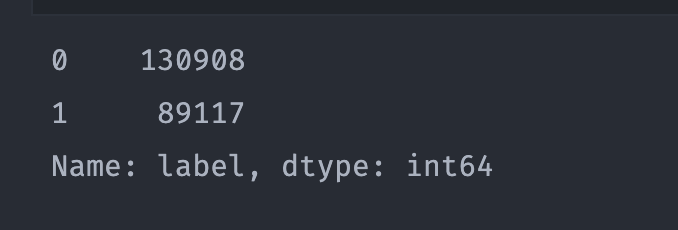 0    130908
1     89117
Name: label, dtype: int64